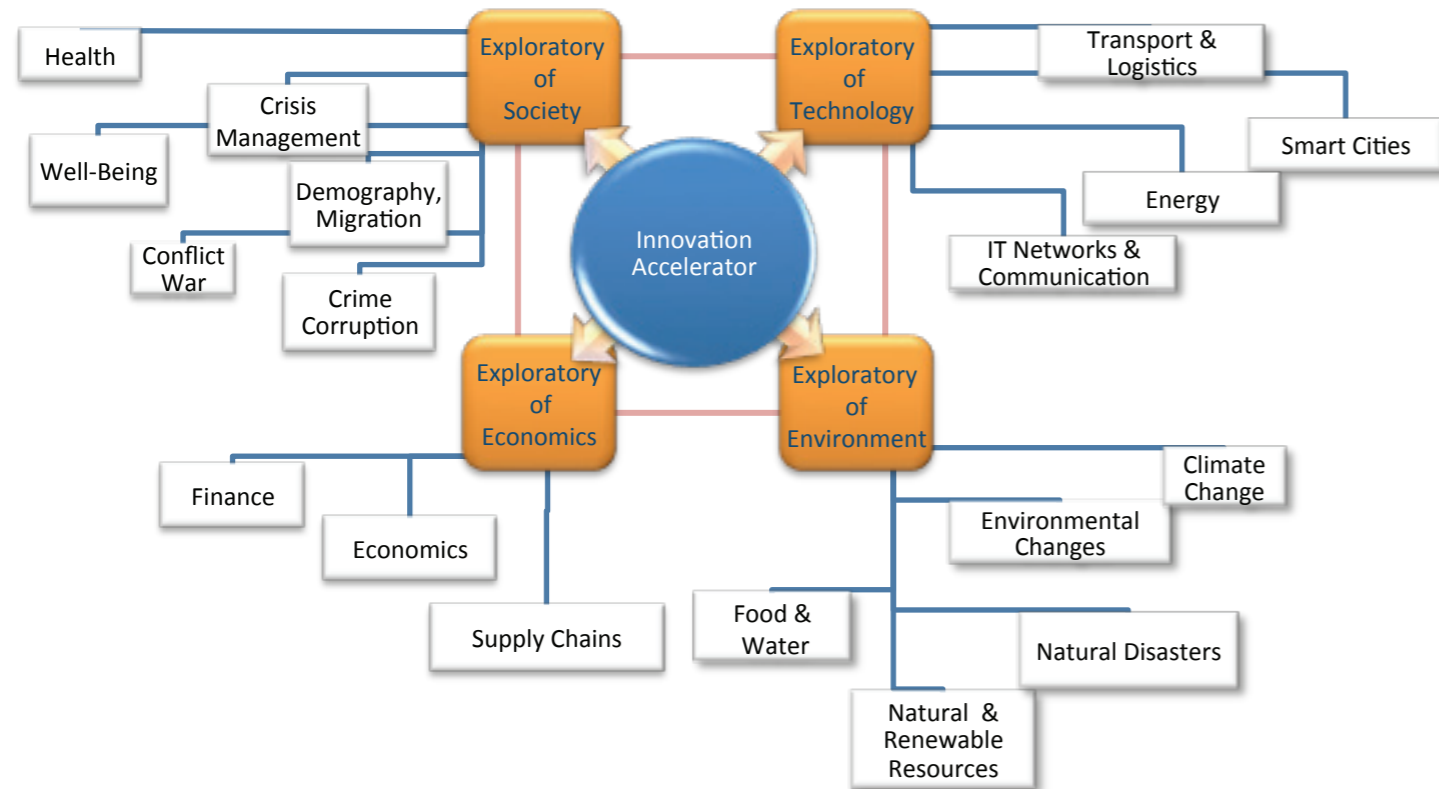 Exploratory
of
Society
Exploratory
of
Technology
Health
Crisis
Management
Well-Being
Demography,
Migration
Conflict
War
Crime
Corruption
Transport &
Logistics
Smart Cities
Energy
IT Networks &
Communication
Innovation
Accelerator
Exploratory
of
Economics
Exploratory
of
Environment
Finance
Economics
Supply Chains
Climate
Change
Environmental
Changes
Food &
Water
Natural Disasters
Natural &
Renewable
Resources